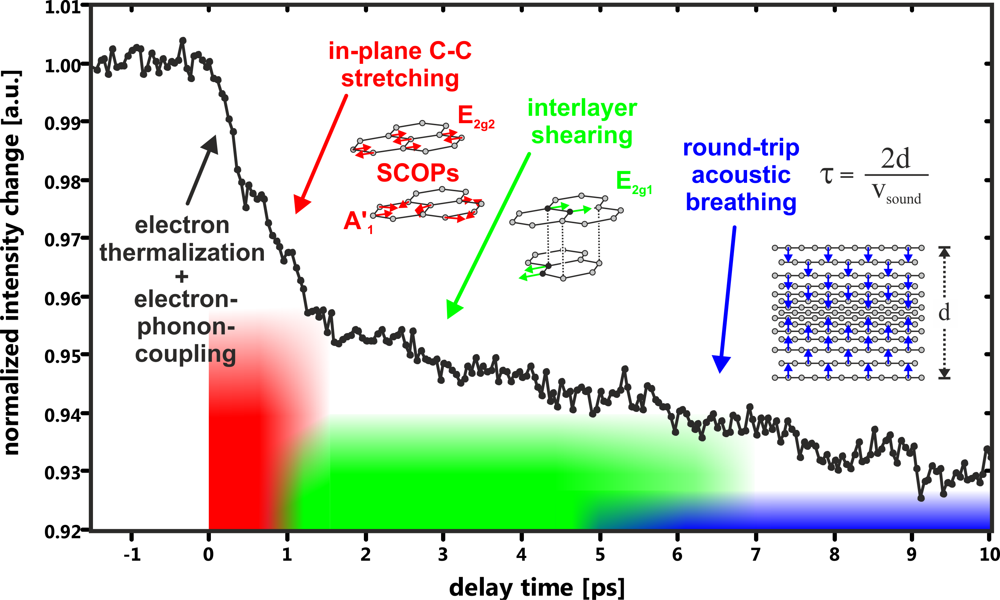 normalized intensity change [a.u.]
1.01
1.00
0.99
0.98
0.97
0.96
0.95
0.94
0.93
0.92
in-plane C-C
stretching
E2g2
SCOPs
A'1
interlayer
shearing
E2g1
round-trip
acoustic
breathing
τ = 2d
vsound
d
electron
thermalization
+
electron-
phonon-
coupling
-1 0 1 2 3 4 5 6 7 8 9 10
delay time [ps]